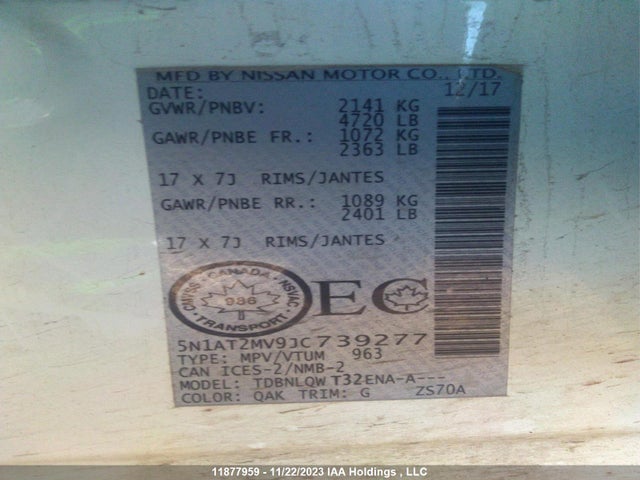 MFD BY NISSAN MOTOR CO., LTD.
DATE: 12/17
GVWR/PNBV: 2141 KG
4720 LB
GAWR/PNBE FR.: 1072 KG
2363 LB
17 X 7J RIMS/JANTES
GAWR/PNBE RR.: 1089 KG
2401 LB
17 X 7J RIMS/JANTES
CMVSS CANADA NSVAC
986
TRANSPORT
EC
5N1AT2MV9JC739277
TYPE: MPV/VTUM 963
CAN ICES-2/NMB-2
MODEL: TDBNLQW T32ENA-A---
COLOR: QAK TRIM: G ZS70A
11877959 - 11/22/2023 IAA Holdings , LLC